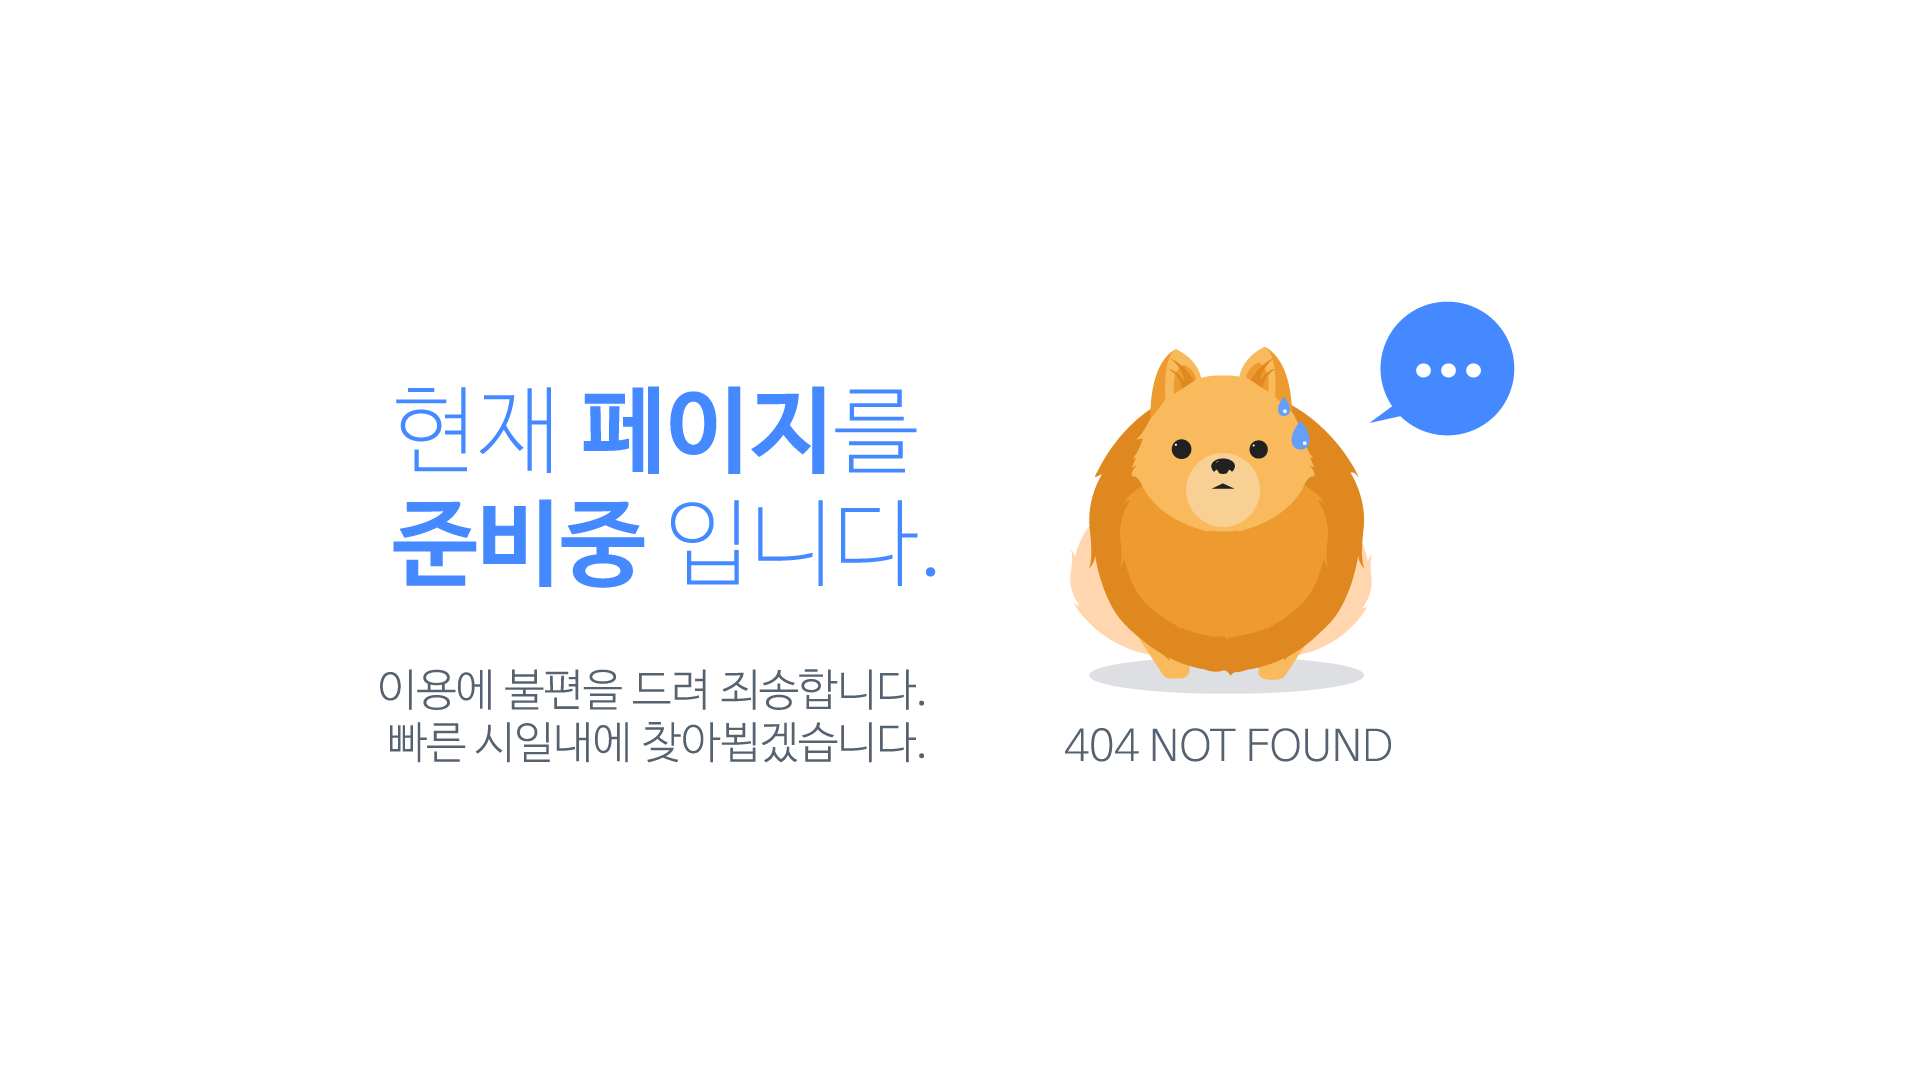 현재 페이지를
준비중 입니다.
이용에 불편을 드려 죄송합니다.
빠른 시일내에 찾아뵙겠습니다.
404 NOT FOUND